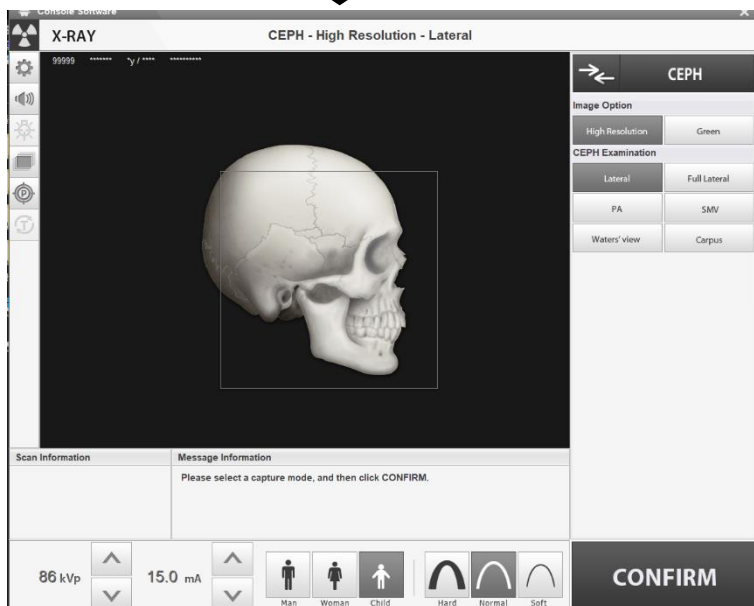 Console Software
X-RAY
CEPH - High Resolution - Lateral
99999 ******* *y / **** **********
CEPH
Image Option
High Resolution Green
CEPH Examination
Lateral Full Lateral
PA SMV
Waters' view Carpus
P
T
Scan Information Message Information
Please select a capture mode, and then click CONFIRM.
86 kVp 15.0 mA
Man Woman Child Hard Normal Soft
CONFIRM